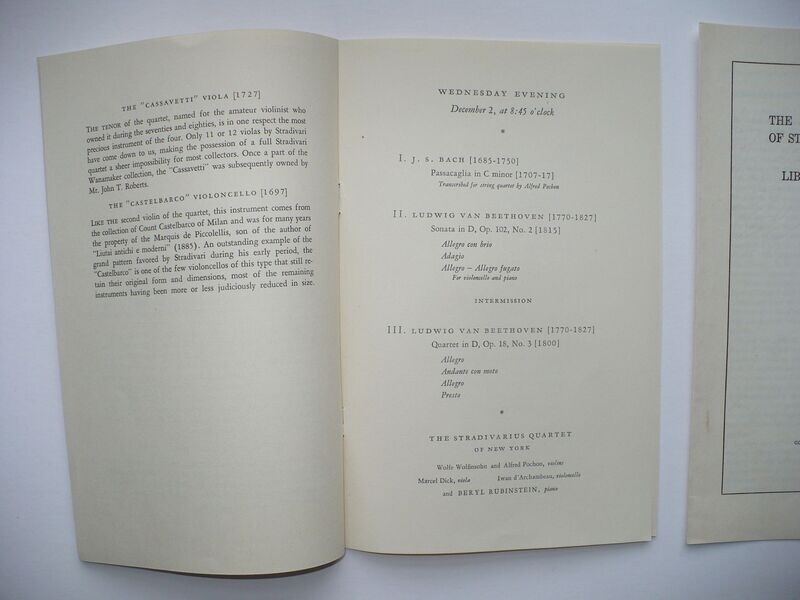 THE "CASSAVETTI" VIOLA [1727]
THE TENOR of the quartet, named for the amateur violinist who
owned it during the seventies and eighties, is in one respect the most
precious instrument of the four. Only 11 or 12 violas by Stradivari
have come down to us, making the possession of a full Stradivari
quartet a sheer impossibility for most collectors. Once a part of the
Wanamaker collection, the "Cassavetti" was subsequently owned by
Mr. John T. Roberts.
THE "CASTELBARCO" VIOLONCELLO [1697]
LIKE THE second violin of the quartet, this instrument comes from
the collection of Count Castelbarco of Milan and was for many years
the property of the Marquis de Piccolellis, son of the author of
"Liutai antichi e moderni" (1885). An outstanding example of the
grand pattern favored by Stradivari during his early period, the
"Castelbarco" is one of few violoncellos of this type that still re-
tain their original form and dimensions, most of the remaining
instruments having been more or less judiciously reduced in size.
WEDNESDAY EVENING
December 2, at 8:45 o'clock
*
I. J. S. BACH [1685-1750]
Passacaglia in C minor [1707-17]
Transcribed for string quartet by Alfred Pochon
II. LUDWIG VAN BEETHOVEN [1770-1827]
Sonata in D, Op. 102, No. 2 [1815]
Allegro con brio
Adagio
Allegro – Allegro fugato
For violoncello and piano
INTERMISSION
III. LUDWIG VAN BEETHOVEN [1770-1827]
Quartet in D, Op. 18, No. 3 [1800]
Allegro
Andante con moto
Allegro
Presto
*
THE STRADIVARIUS QUARTET
OF NEW YORK
Wolfe Wolfinsohn and Alfred Pochon, violins
Marcel Dick, viola Iwan d'Archambeau, violoncello
and BERYL RUBINSTEIN, piano
THE
OF ST
LIB